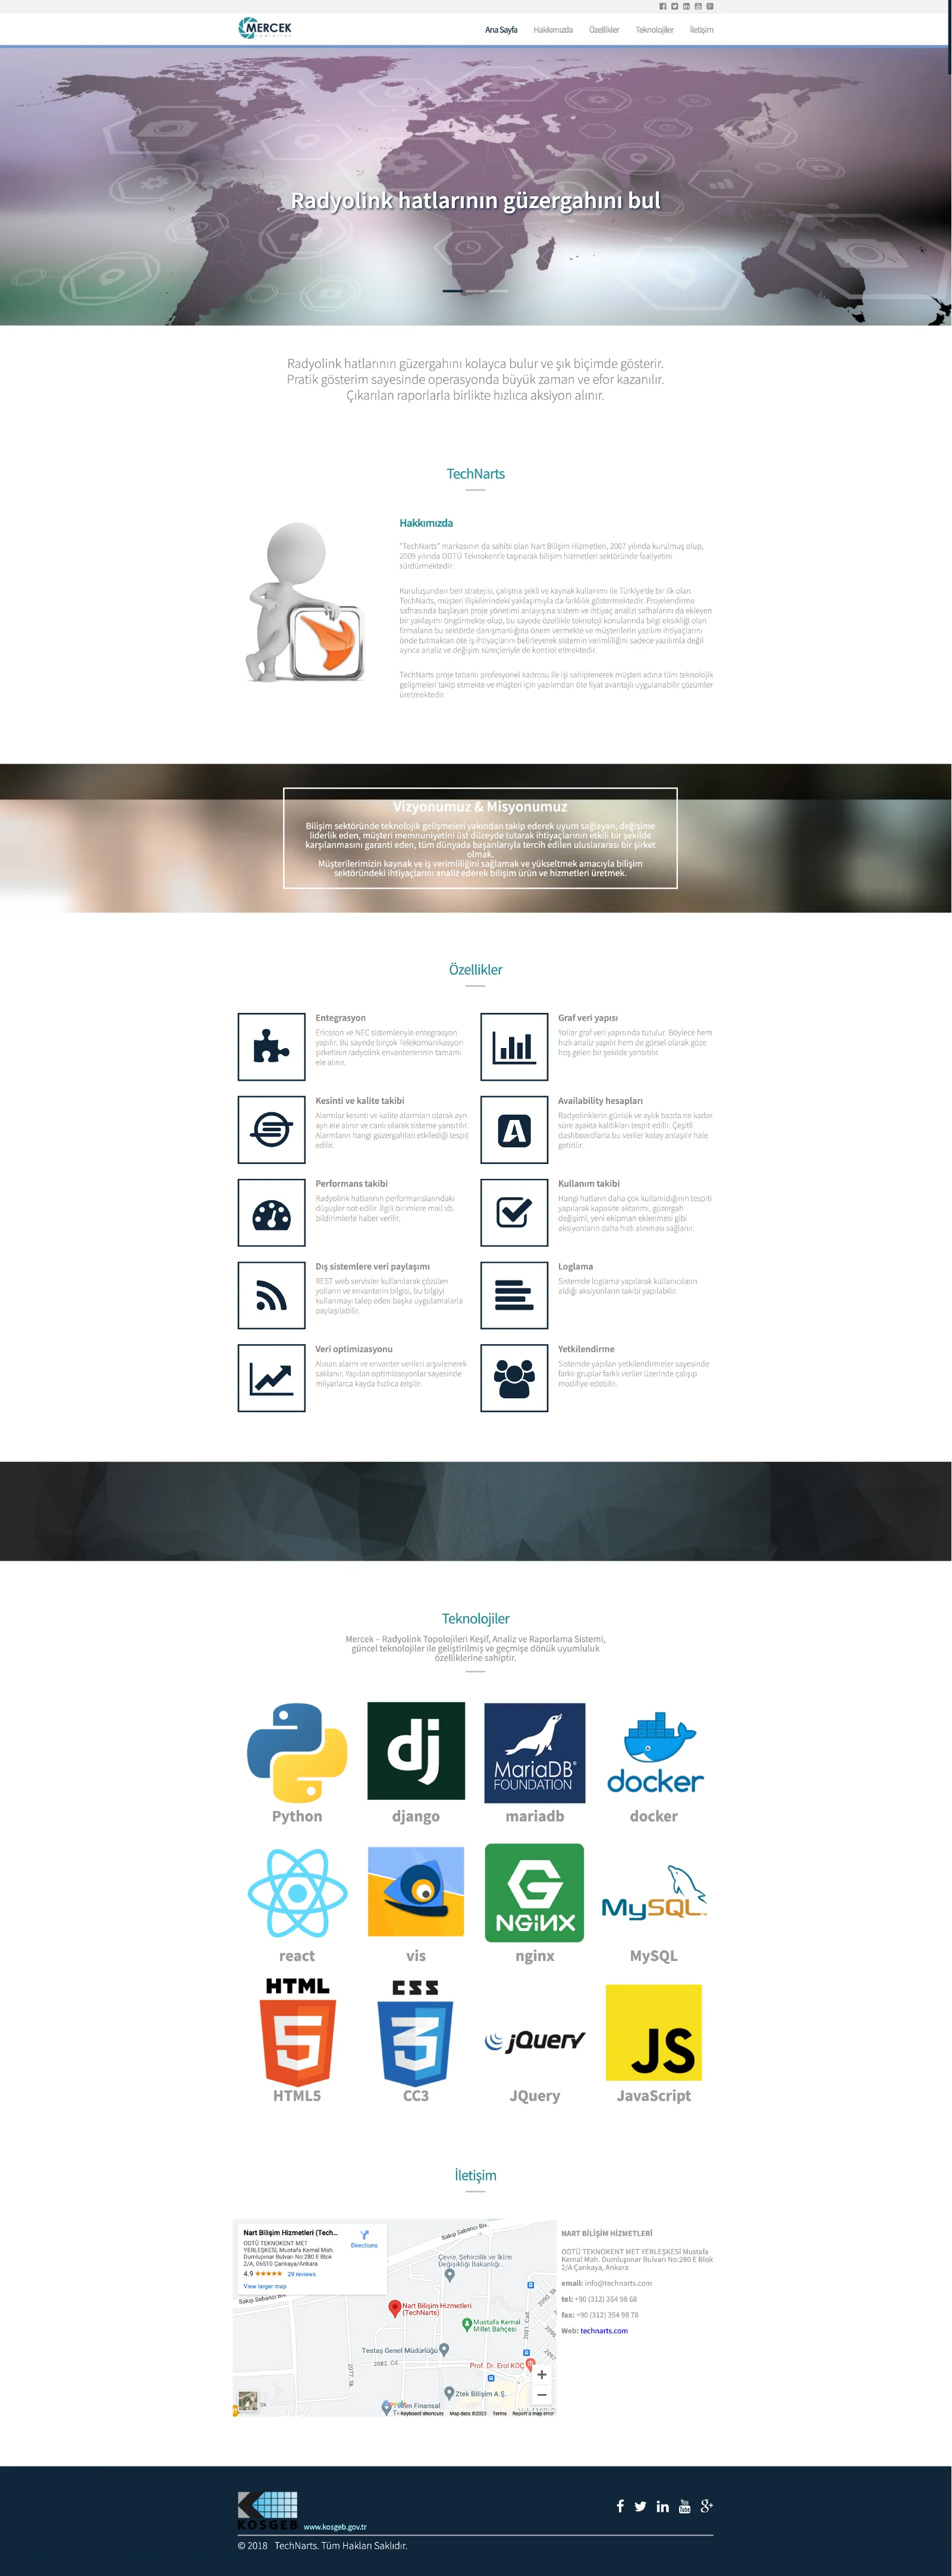 MERCEK
Ana Sayfa Hakkımızda Özellikler Teknolojiler İletişim
Radyolink hatlarının güzergahını bul
Radyolink hatlarının güzergahını kolayca bulur ve şık biçimde gösterir.
Pratik gösterim sayesinde operasyonda büyük zaman ve efor kazanılır.
Çıkarılan raporlarla birlikte hızlıca aksiyon alınır.
TechNarts
Hakkımızda
"TechNarts" markasının da sahibi olan Nart Bilişim Hizmetleri, 2007 yılında kurulmuş olup,
2009 yılında ODTÜ Teknokent'e taşınarak bilişim hizmetleri sektöründe faaliyetini
sürdürmektedir.
Kuruluşundan beri stratejisi, çalışma şekli ve kaynak kullanımı ile Türkiye'de bir ilk olan
TechNarts, müşteri ilişkilerindeki yaklaşımıyla da farklılık göstermektedir. Projelendirme
safhasında başlayan proje yönetimi anlayışına sistem ve ihtiyaç analizi safhalarını da ekleyen
bir yaklaşımı öngörmekte olup, bu sayede özellikle teknoloji konularında bilgi eksikliği olan
firmaların bu sektörde danışmanlığına önem vermekte ve müşterilerin yazılım ihtiyaçlarını
önde tutmaktan öte iş ihtiyaçlarını belirleyerek sistemin verimliliğini sadece yazılımla değil
ayrıca analiz ve değişim süreçleriyle de kontrol etmektedir.
TechNarts proje tabanlı profesyonel kadrosu ile işi sahiplenerek müşteri adına tüm teknolojik
gelişmeleri takip etmekte ve müşteri için yazılımdan öte fiyat avantajlı uygulanabilir çözümler
üretmektedir.
Vizyonumuz & Misyonumuz
Bilişim sektöründe teknolojik gelişmeleri yakından takip ederek uyum sağlayan, değişime
liderlik eden, müşteri memnuniyetini üst düzeyde tutarak ihtiyaçlarının etkili bir şekilde
karşılanmasını garanti eden, tüm dünyada başarılarıyla tercih edilen uluslararası bir şirket
olmak.
Müşterilerimizin kaynak ve iş verimliliğini sağlamak ve yükseltmek amacıyla bilişim
sektöründeki ihtiyaçlarını analiz ederek bilişim ürün ve hizmetleri üretmek.
Özellikler
Entegrasyon
Ericsson ve NEC sistemleriyle entegrasyon
yapılır. Bu sayede birçok Telekomünikasyon
şirketinin radyolink envanterlerinin tamamı
ele alınır.
Graf veri yapısı
Yollar graf veri yapısında tutulur. Böylece hem
hızlı analiz yapılır hem de görsel olarak göze
hoş gelen bir şekilde yansıtılır.
Kesinti ve kalite takibi
Alarmlar kesinti ve kalite alarmları olarak ayrı
ayrı ele alınır ve canlı olarak sisteme yansıtılır.
Alarmların hangi güzergahları etkilediği tespit
edilir.
Availability hesapları
Radyolinklerin günlük ve aylık bazda ne kadar
süre ayakta kaldıkları tespit edilir. Çeşitli
dashboardlarla bu veriler kolay anlaşılır hale
getirilir.
Performans takibi
Radyolink hatlarının performanslarındaki
düşüşler not edilir. İlgili birimlere mail vb.
bildirimlerle haber verilir.
Kullanım takibi
Hangi hatların daha çok kullanıldığının tespiti
yapılarak kapasite aktarımı, güzergah
değişimi, yeni ekipman eklenmesi gibi
aksiyonların daha hızlı alınması sağlanır.
Dış sistemlere veri paylaşımı
REST web servisler kullanılarak çözülen
yolların ve envanterin bilgisi, bu bilgiyi
kullanmayı talep eden başka uygulamalarla
paylaşılabilir.
Loglama
Sistemde loglama yapılarak kullanıcıların
aldığı aksiyonların takibi yapılabilir.
Veri optimizasyonu
Alınan alarm ve envanter verileri arşivlenerek
saklanır. Yapılan optimizasyonlar sayesinde
milyarlarca kayda hızlıca erişilir.
Yetkilendirme
Sistemde yapılan yetkilendirmeler sayesinde
farklı gruplar farklı veriler üzerinde çalışıp
modifiye edebilir.
Teknolojiler
Mercek – Radyolink Topolojileri Keşif, Analiz ve Raporlama Sistemi,
güncel teknolojiler ile geliştirilmiş ve geçmişe dönük uyumluluk
özelliklerine sahiptir.
dj
MariaDB
FOUNDATION
docker
Python django mariadb docker
NGINX
MySQL
react vis nginx MySQL
HTML
5
CSS
3
jQuery
JS
HTML5 CC3 JQuery JavaScript
İletişim
Nart Bilişim Hizmetleri (Tech...
ODTÜ TEKNOKENT MET
YERLEŞKESİ, Mustafa Kemal Mah.
Dumlupınar Bulvarı No:280 E Blok
2/A, 06510 Çankaya/Ankara
4.9 29 reviews
View larger map
Directions
Sakıp Sabancı Blv.
Sakıp Sabancı Blv.
Çevre, Şehircilik ve İklim
Değişikliği Bakanlığı...
Nart Bilişim Hizmetleri
(TechNarts)
Mustafa Kemal
Millet Bahçesi
Testaş Genel Müdürlüğü
2082. Cd.
2077. Sk.
2081. Cad.
Prof. Dr. Erol KOÇ
Ztek Bilişim A.Ş.
Keyboard shortcuts Map data ©2023 Terms Report a map error
NART BİLİŞİM HİZMETLERİ
ODTÜ TEKNOKENT MET YERLEŞKESİ Mustafa
Kemal Mah. Dumlupınar Bulvarı No:280 E Blok
2/A Çankaya, Ankara
email: info@technarts.com
tel: +90 (312) 354 98 68
fax: +90 (312) 354 98 78
Web: technarts.com
KOSGEB
www.kosgeb.gov.tr
© 2018 TechNarts. Tüm Hakları Saklıdır.